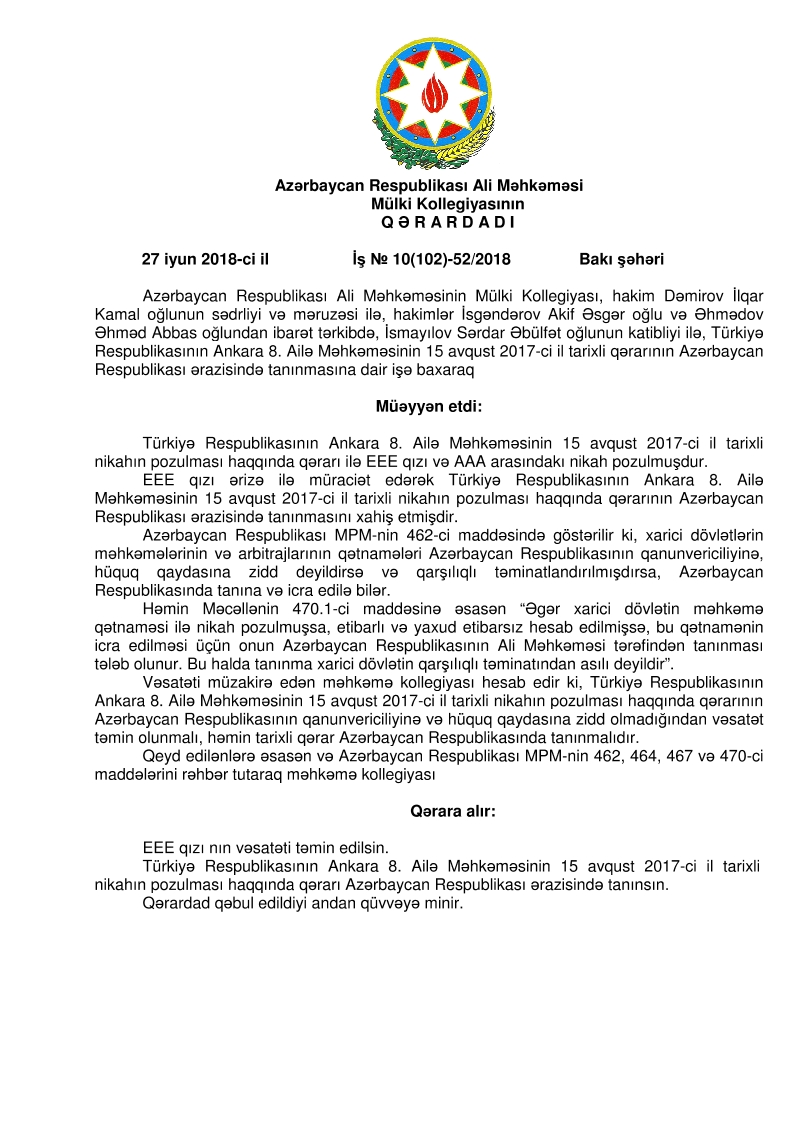 Azərbaycan Respublikası Ali Məhkəməsi
Mülki Kollegiyasının
Q Ə R A R D A D I
27 iyun 2018-ci il İş № 10(102)-52/2018 Bakı şəhəri
Azərbaycan Respublikası Ali Məhkəməsinin Mülki Kollegiyası, hakim Dəmirov İlqar
Kamal oğlunun sədrliyi və məruzəsi ilə, hakimlər İsgəndərov Akif Əsgər oğlu və Əhmədov
Əhməd Abbas oğlundan ibarət tərkibdə, İsmayılov Sərdar Əbülfət oğlunun katibliyi ilə, Türkiyə
Respublikasının Ankara 8. Ailə Məhkəməsinin 15 avqust 2017-ci il tarixli qərarının Azərbaycan
Respublikası ərazisində tanınmasına dair işə baxaraq
Müəyyən etdi:
Türkiyə Respublikasının Ankara 8. Ailə Məhkəməsinin 15 avqust 2017-ci il tarixli
nikahın pozulması haqqında qərarı ilə EEE qızı və AAA arasındakı nikah pozulmuşdur.
EEE qızı ərizə ilə müraciət edərək Türkiyə Respublikasının Ankara 8. Ailə
Məhkəməsinin 15 avqust 2017-ci il tarixli nikahın pozulması haqqında qərarının Azərbaycan
Respublikası ərazisində tanınmasını xahiş etmişdir.
Azərbaycan Respublikası MPM-nin 462-ci maddəsində göstərilir ki, xarici dövlətlərin
məhkəmələrinin və arbitrajlarının qətnamələri Azərbaycan Respublikasının qanunvericiliyinə,
hüquq qaydasına zidd deyildirsə və qarşılıqlı təminatlandırılmışdırsa, Azərbaycan
Respublikasında tanına və icra edilə bilər.
Həmin Məcəllənin 470.1-ci maddəsinə əsasən “Əgər xarici dövlətin məhkəmə
qətnaməsi ilə nikah pozulmuşsa, etibarlı və yaxud etibarsız hesab edilmişsə, bu qətnamənin
icra edilməsi üçün onun Azərbaycan Respublikasının Ali Məhkəməsi tərəfindən tanınması
tələb olunur. Bu halda tanınma xarici dövlətin qarşılıqlı təminatından asılı deyildir”.
Vəsatəti müzakirə edən məhkəmə kollegiyası hesab edir ki, Türkiyə Respublikasının
Ankara 8. Ailə Məhkəməsinin 15 avqust 2017-ci il tarixli nikahın pozulması haqqında qərarının
Azərbaycan Respublikasının qanunvericiliyinə və hüquq qaydasına zidd olmadığından vəsatət
təmin olunmalı, həmin tarixli qərar Azərbaycan Respublikasında tanınmalıdır.
Qeyd edilənlərə əsasən və Azərbaycan Respublikası MPM-nin 462, 464, 467 və 470-ci
maddələrini rəhbər tutaraq məhkəmə kollegiyası
Qərara alır:
EEE qızı nın vəsatəti təmin edilsin.
Türkiyə Respublikasının Ankara 8. Ailə Məhkəməsinin 15 avqust 2017-ci il tarixli
nikahın pozulması haqqında qərarı Azərbaycan Respublikası ərazisində tanınsın.
Qərardad qəbul edildiyi andan qüvvəyə minir.